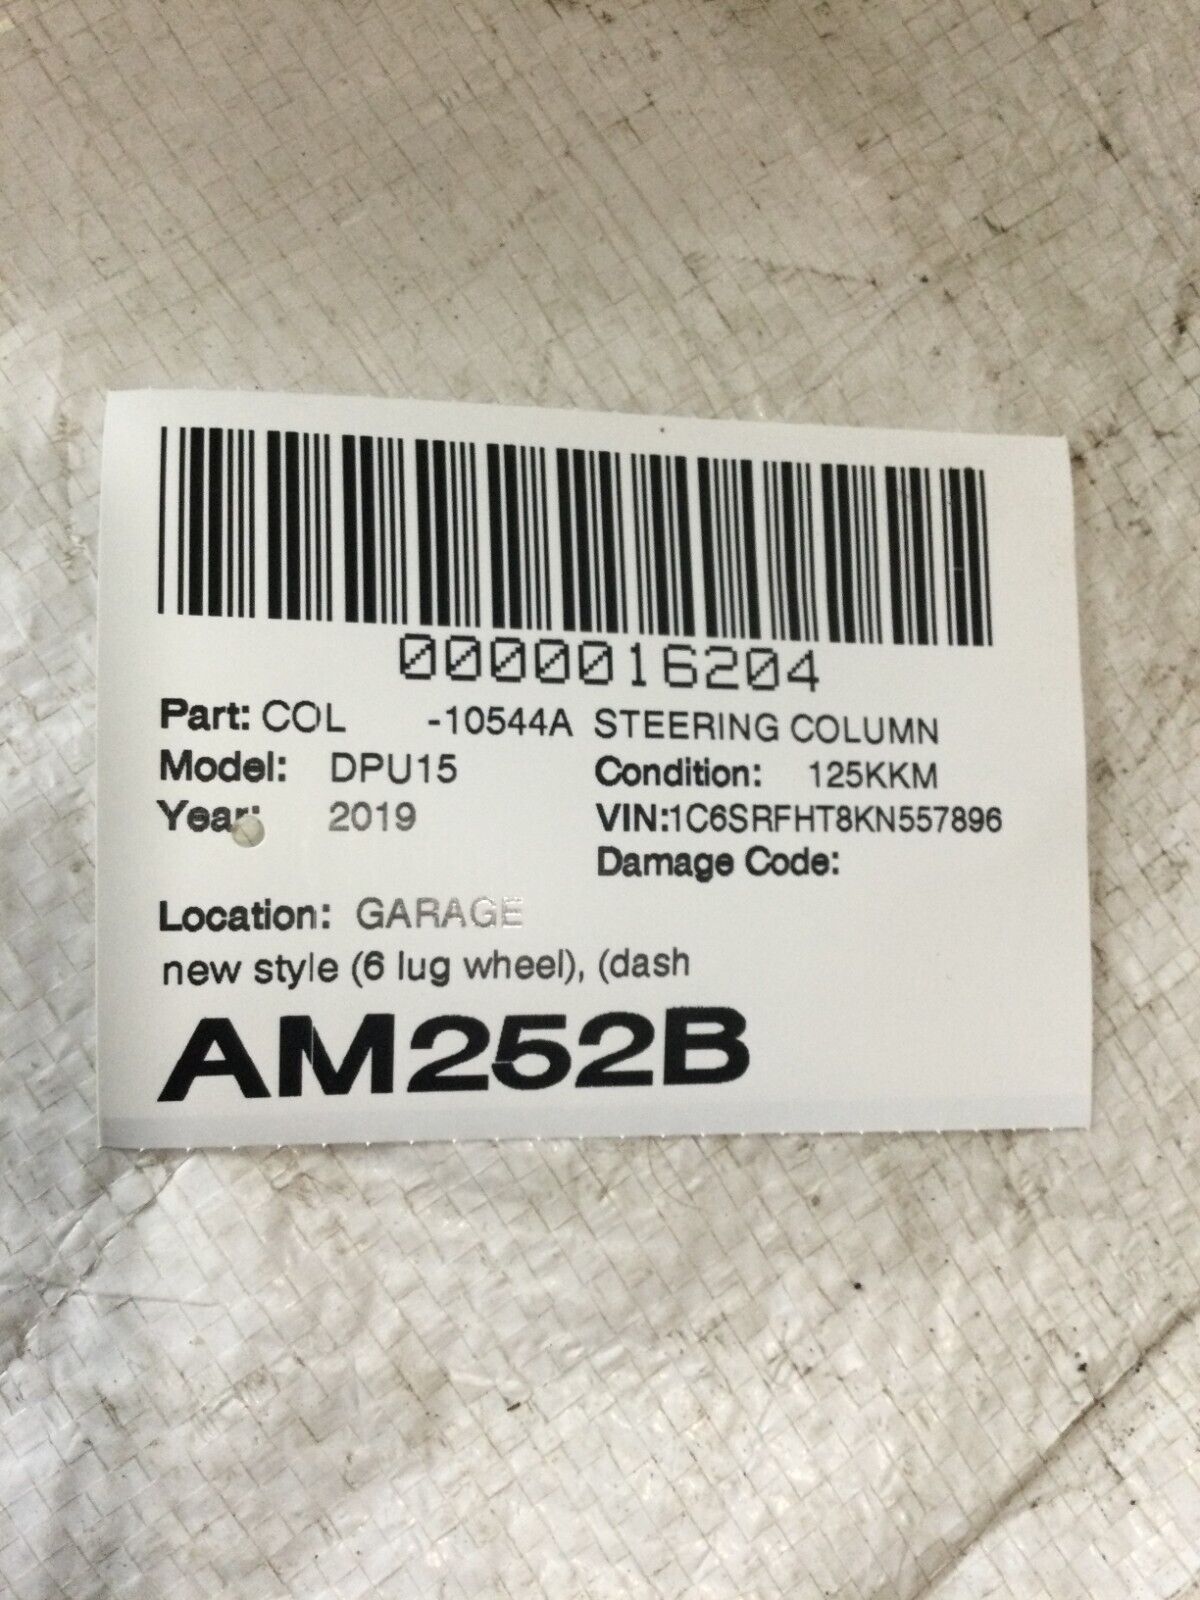 0000016204
Part: COL -10544A STEERING COLUMN
Model: DPU15 Condition: 125KKM
Year: 2019 VIN:1C6SRFHT8KN557896
Damage Code:
Location: GARAGE
new style (6 lug wheel), (dash
AM252B